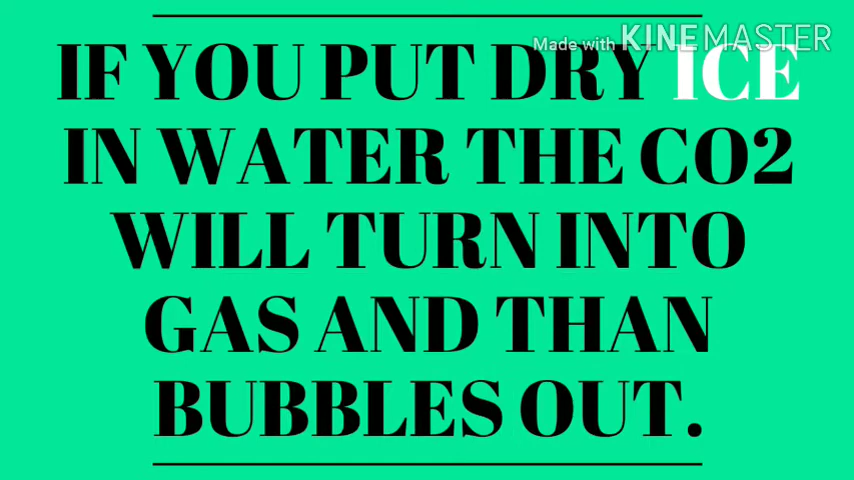 Made with KINEMASTER
IF YOU PUT DRY ICE
IN WATER THE CO2
WILL TURN INTO
GAS AND THAN
BUBBLES OUT.